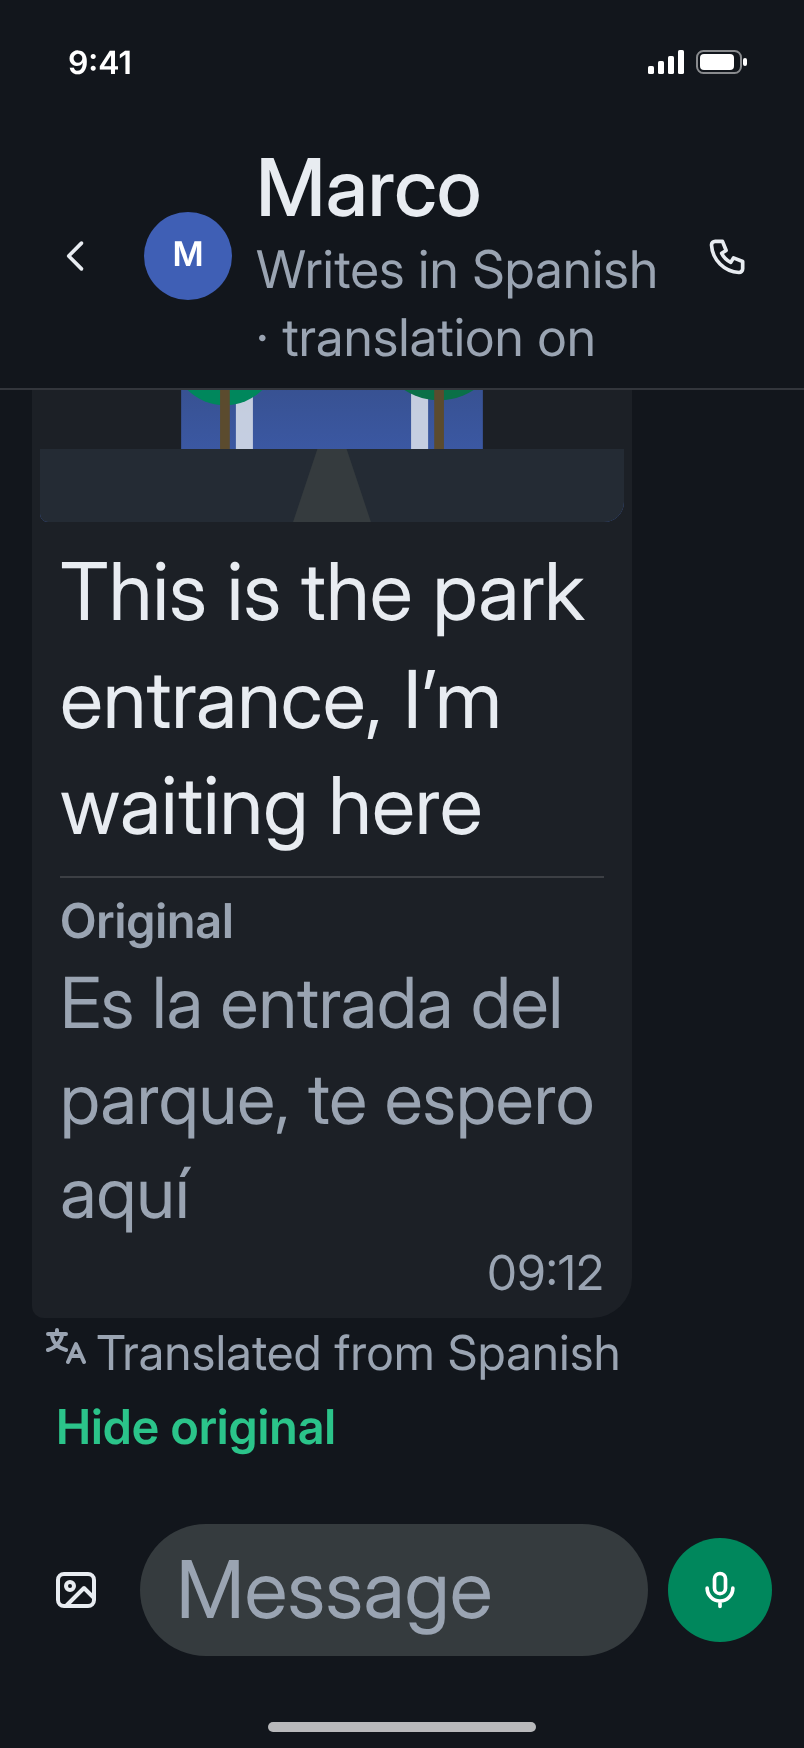 9:41
Marco
M
Writes in Spanish
· translation on
This is the park
entrance, I’m
waiting here
Original
Es la entrada del
parque, te espero
aquí
09:12
Translated from Spanish
Hide original
Message